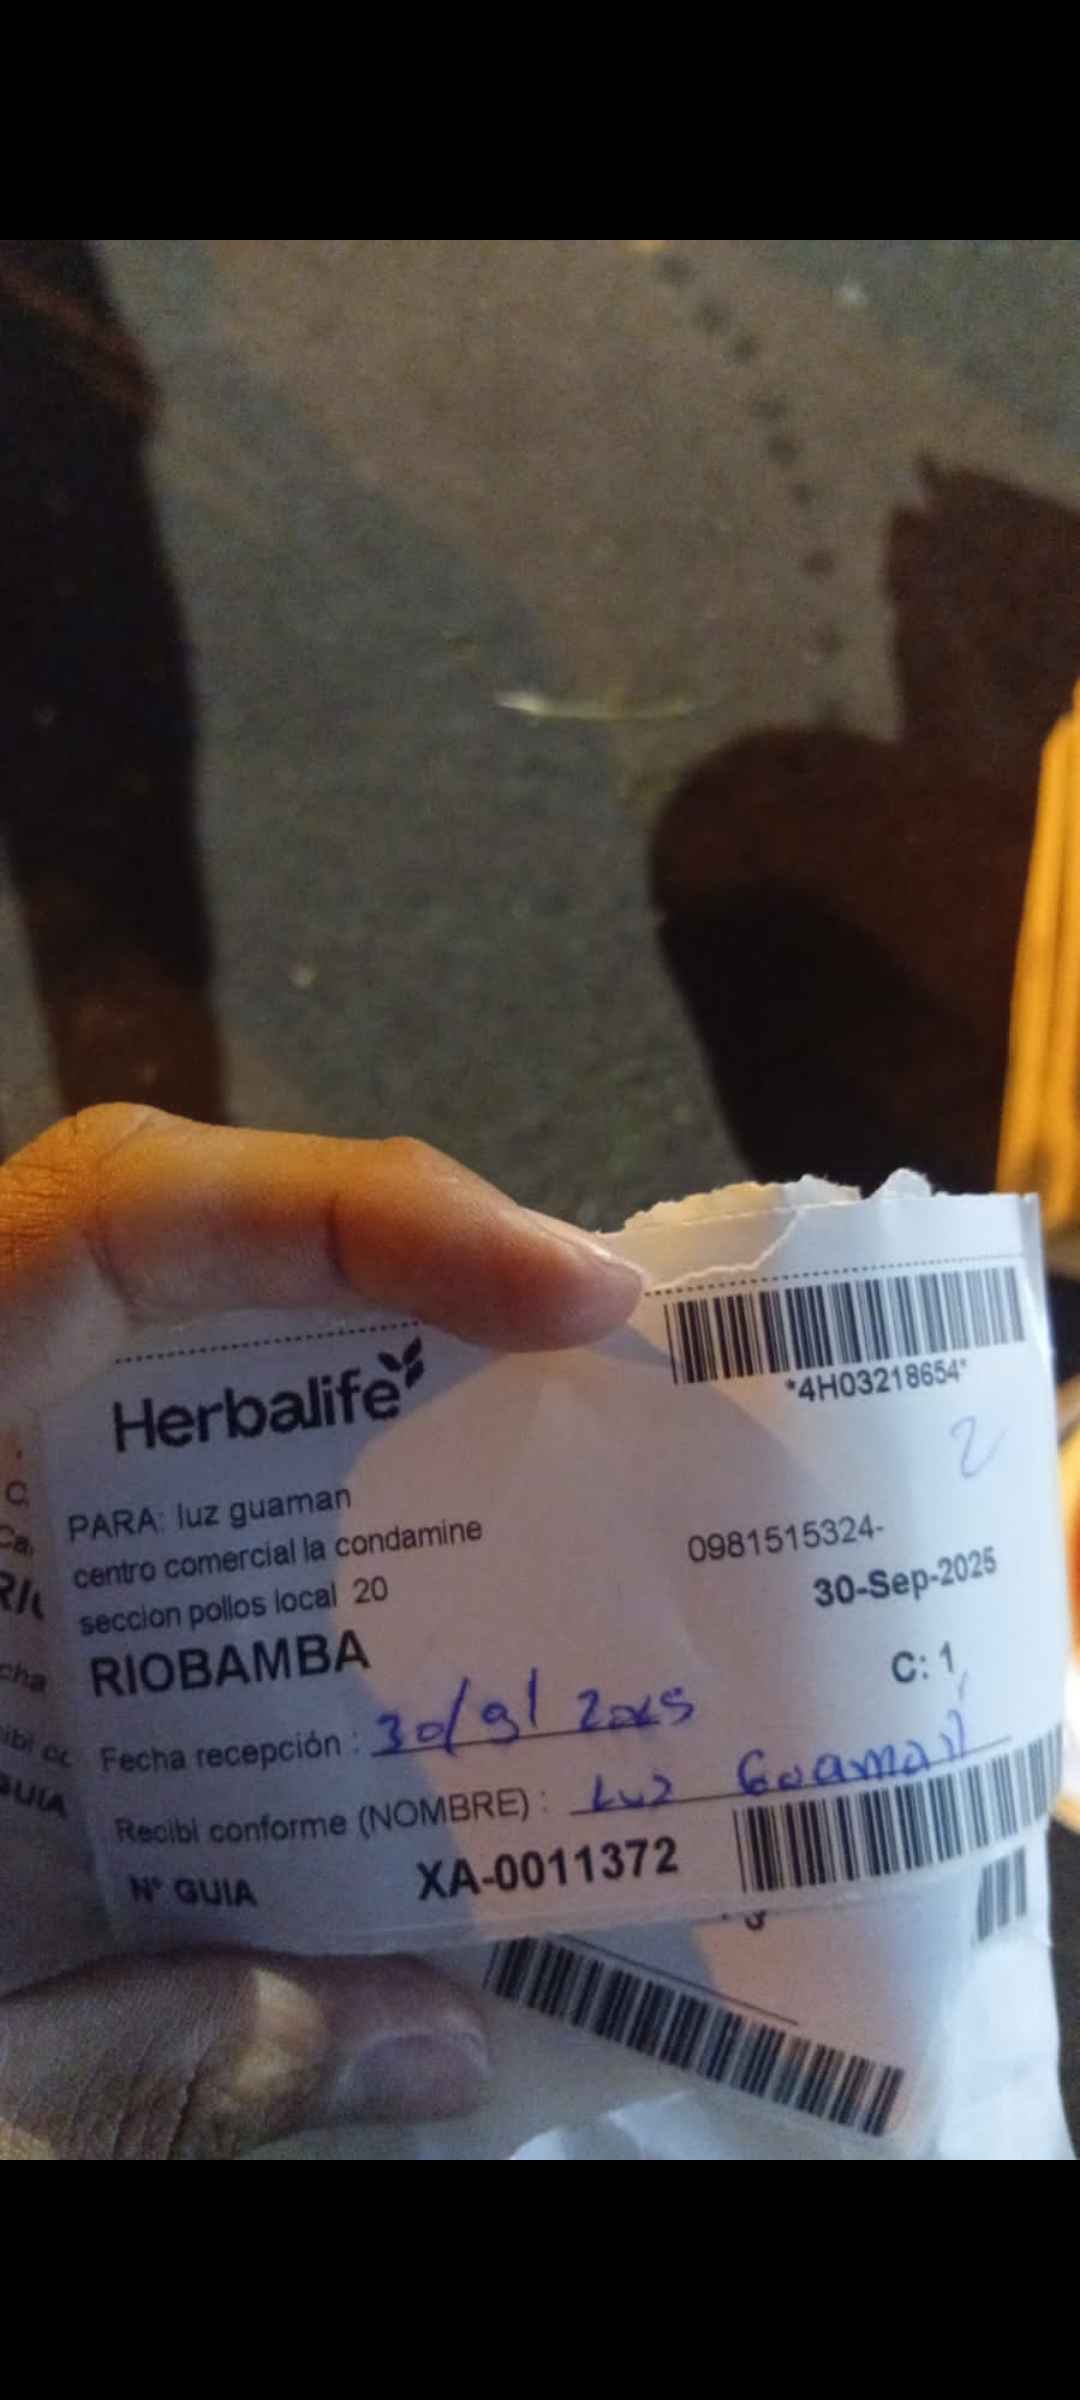 Herbalife
*4H03218654*
2
PARA: luz guaman
centro comercial la condamine
0981515324-
seccion pollos local 20
30-Sep-2025
RIOBAMBA
C: 1
Fecha recepción : 30/9/2025
Recibi conforme (NOMBRE) : Luz Guaman
N° GUIA XA-0011372